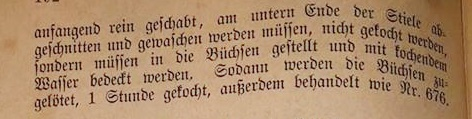 anfangend rein geschabt, am untern Ende der Stiele ab-
geschnitten und gewaschen werden müssen, nicht gekocht werden,
sondern müssen in die Büchsen gestellt und mit kochendem
Wasser bedeckt werden. Sodann werden die Büchsen zu-
gelötet, 1 Stunde gekocht, außerdem behandelt wie Nr. 676.